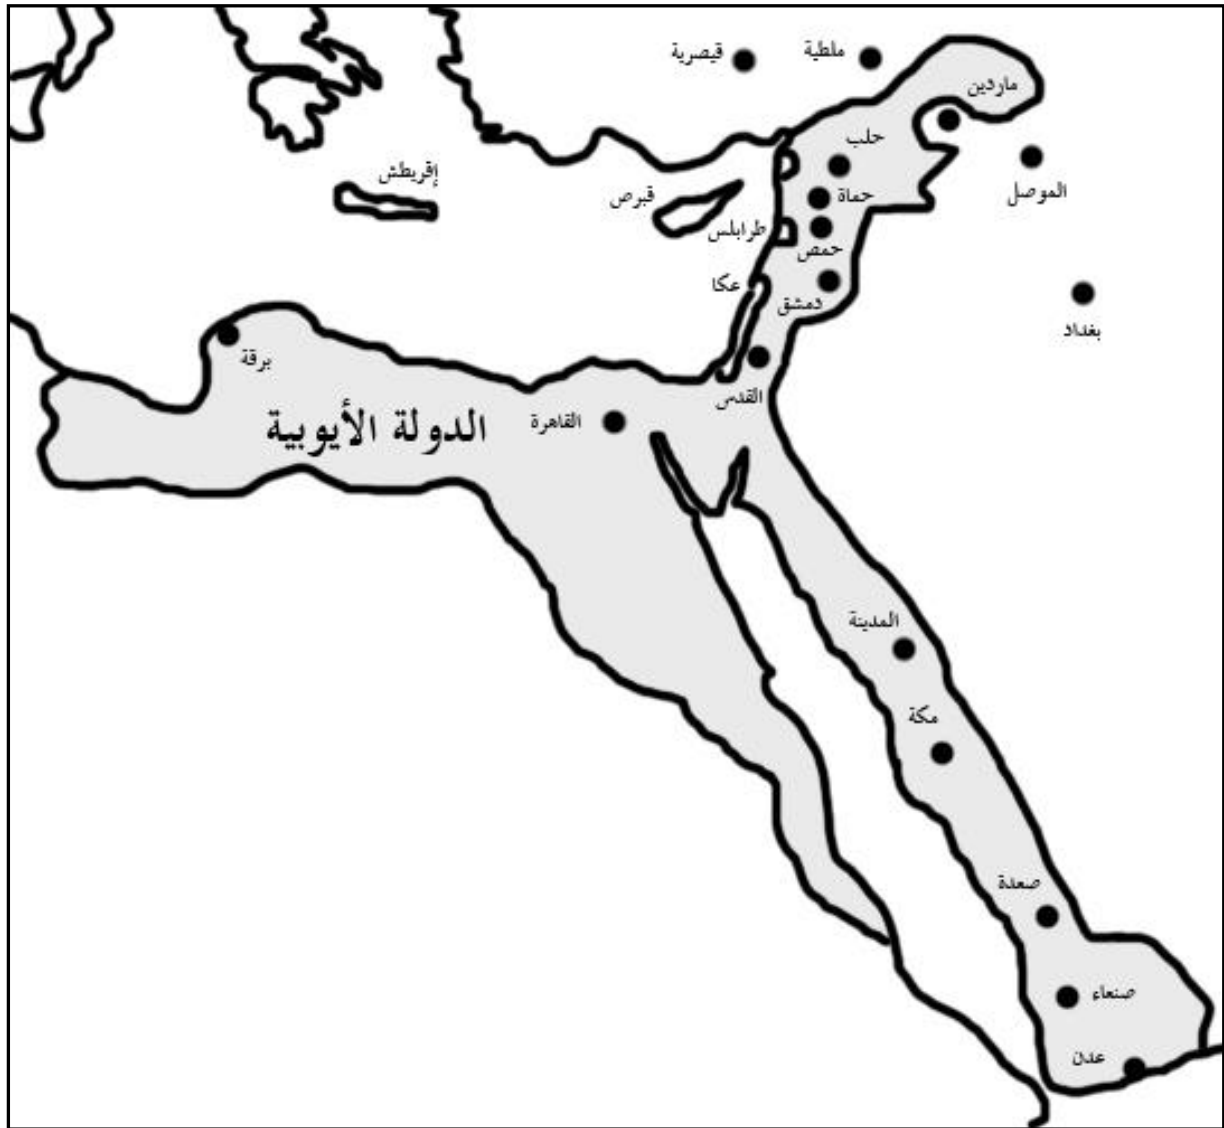 قيصرية
ملطية
ماردين
حلب
الموصل
إقريطش
قبرص
حماة
طرابلس
حمص
عكا
دمشق
بغداد
برقة
القدس
القاهرة
الدولة الأيوبية
المدينة
مكة
صعدة
صنعاء
عدن